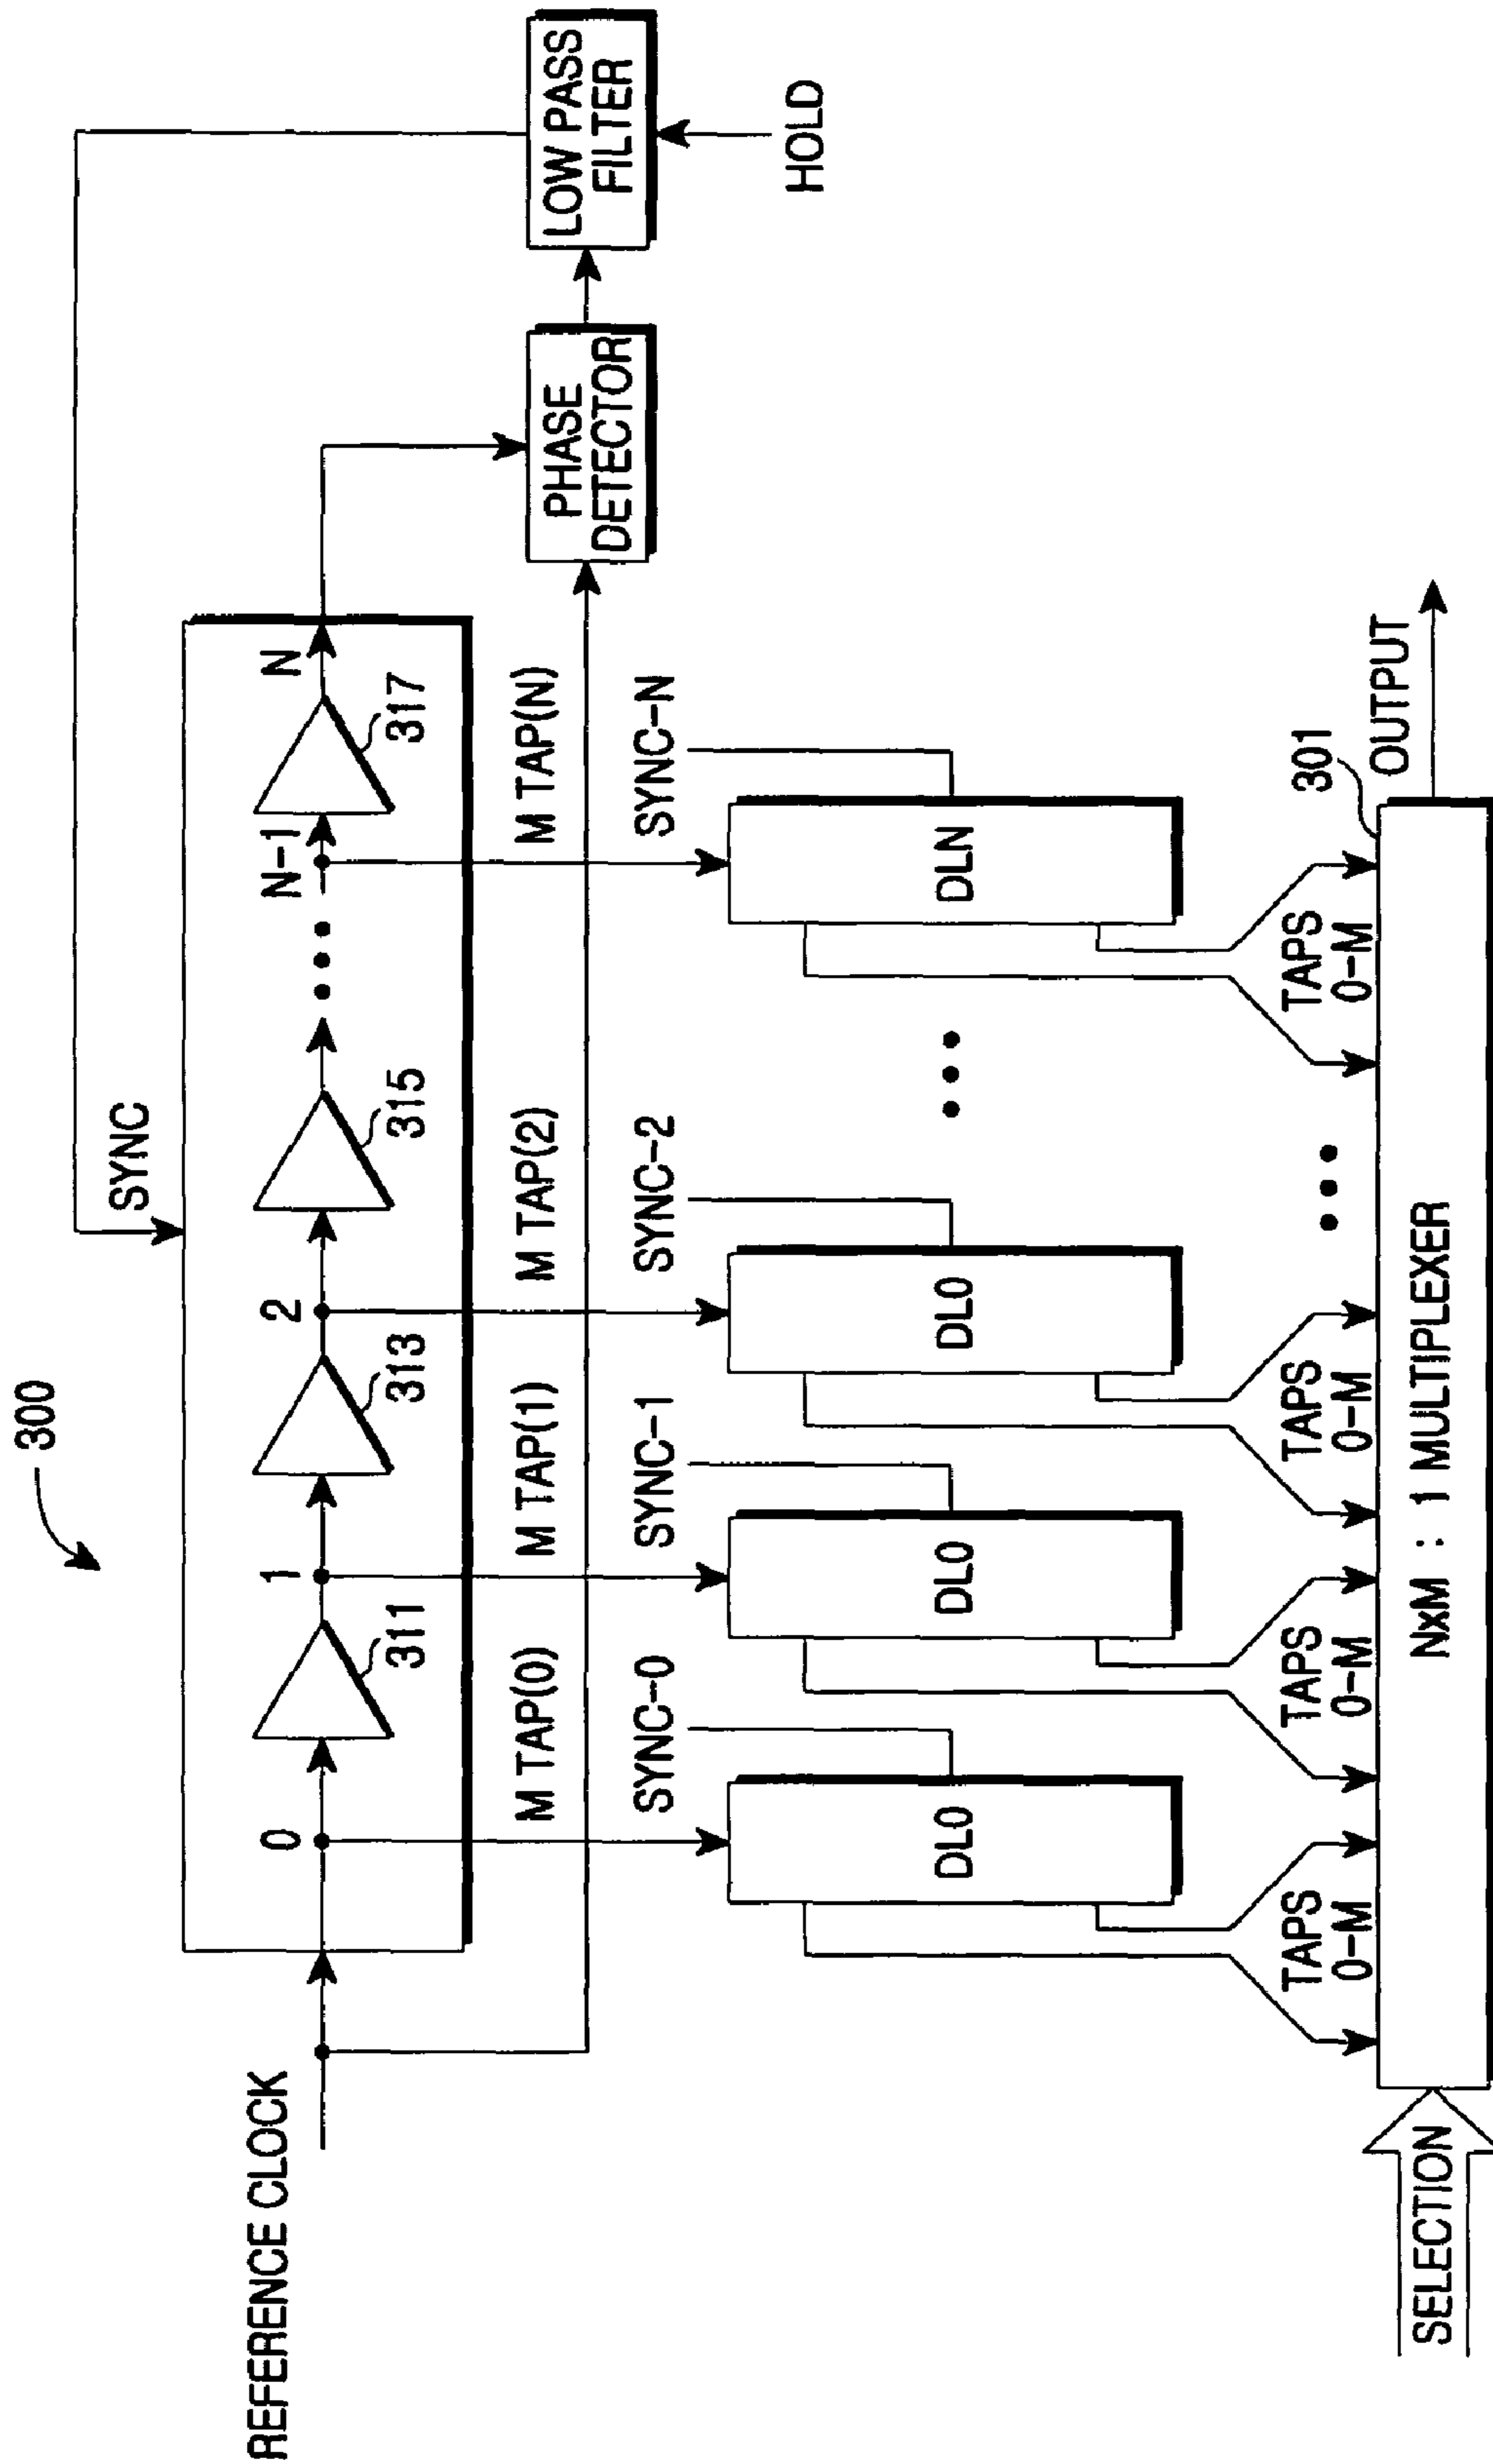 300
SYNC
REFERENCE CLOCK
0
1
2
N-1
N
311
313
315
317
M TAP(0)
M TAP(1)
M TAP(2)
M TAP(N)
PHASE
DETECTOR
LOW PASS
FILTER
HOLD
SYNC-0
SYNC-1
SYNC-2
SYNC-N
DL0
DL0
DL0
DLN
TAPS
0-M
TAPS
0-M
TAPS
0-M
TAPS
0-M
301
SELECTION
NxM : 1 MULTIPLEXER
OUTPUT